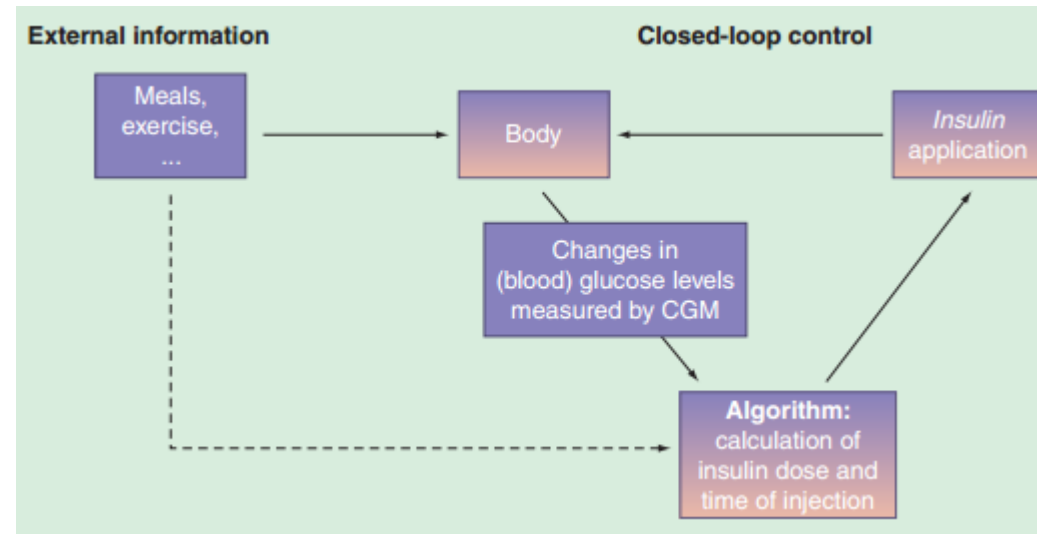 External information
Closed-loop control
Meals,
exercise,
...
Body
Insulin
application
Changes in
(blood) glucose levels
measured by CGM
Algorithm:
calculation of
insulin dose and
time of injection